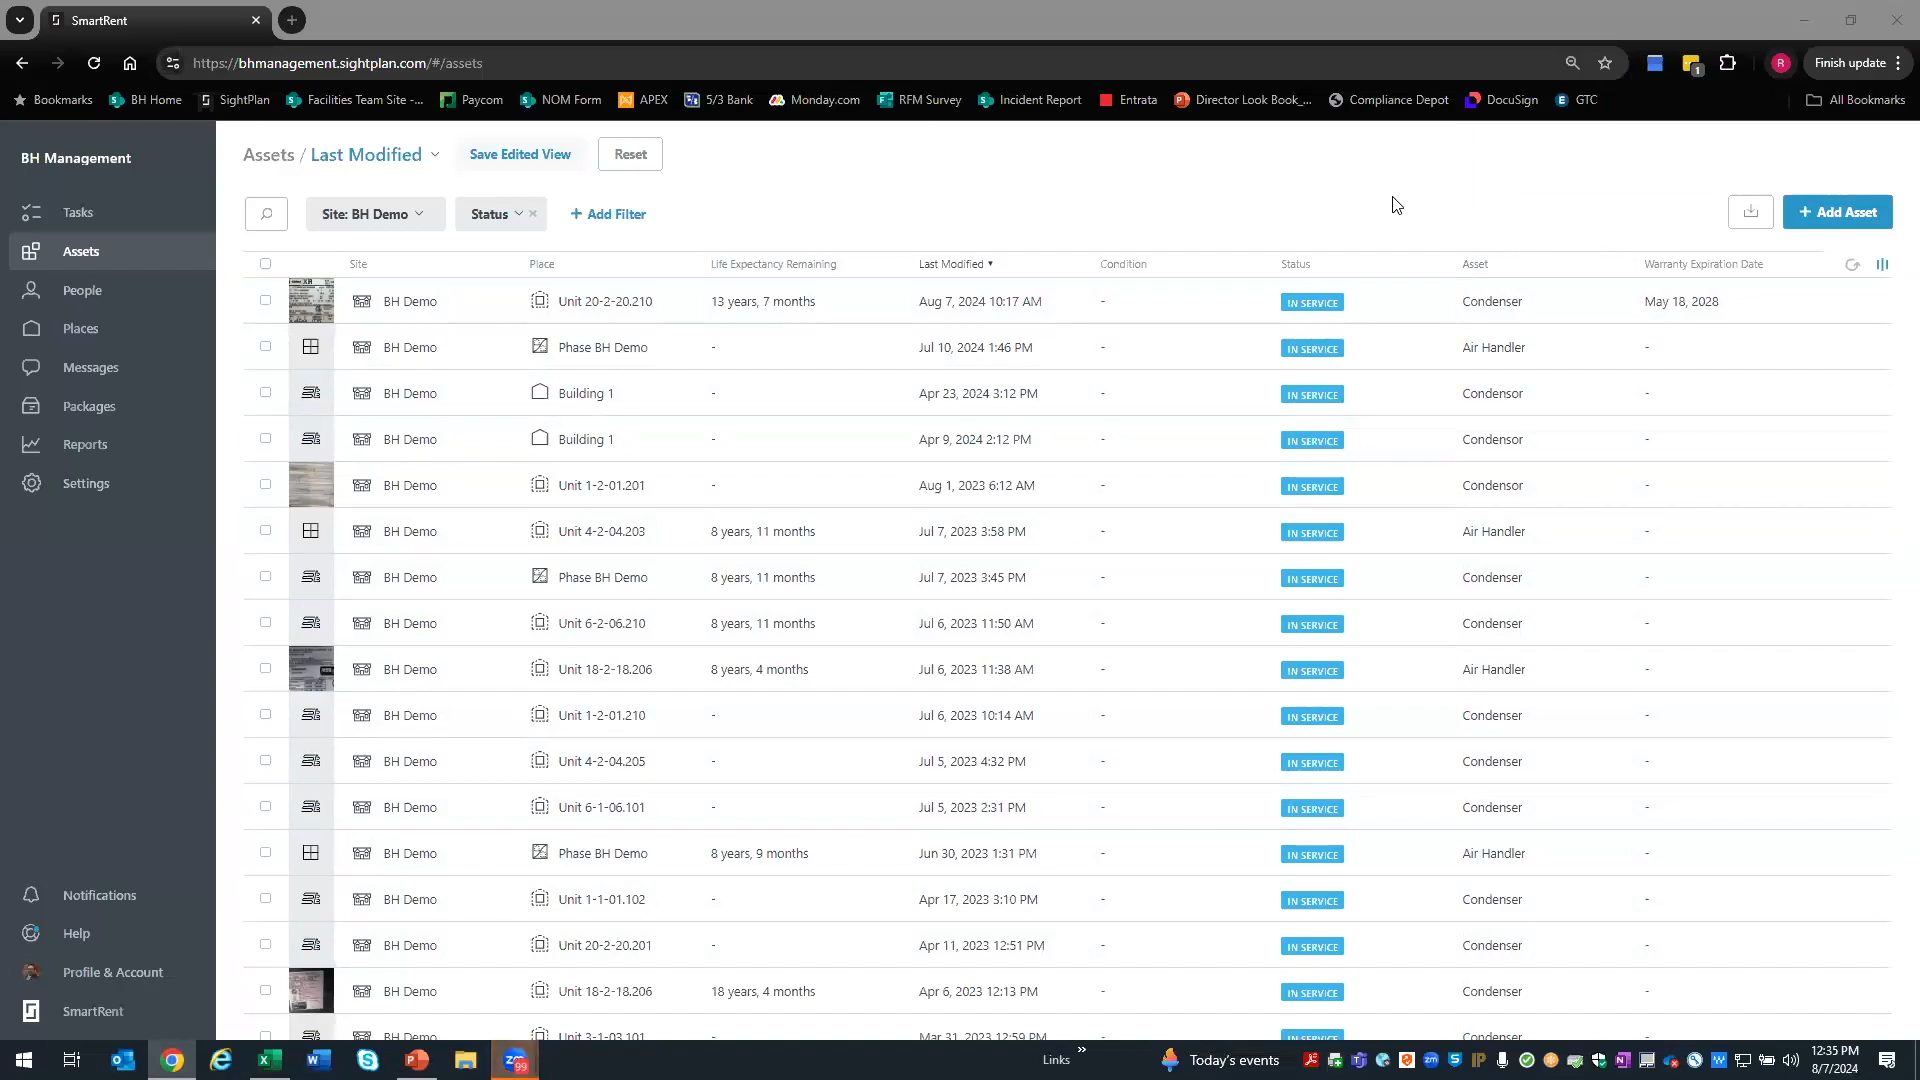 SmartRent
https://bhmanagement.sightplan.com/#/assets
1
R
Finish update
Bookmarks BH Home SightPlan Facilities Team Site -... Paycom NOM Form APEX 5/3 Bank Monday.com RFM Survey Incident Report Entrata Director Look Book_... Compliance Depot DocuSign GTC All Bookmarks
BH Management
Tasks
Assets
People
Places
Messages
Packages
Reports
Settings
Notifications
Help
Profile & Account
SmartRent
Assets / Last Modified Save Edited View Reset
Site: BH Demo Status × + Add Filter + Add Asset
Site Place Life Expectancy Remaining Last Modified Condition Status Asset Warranty Expiration Date
BH Demo Unit 20-2-20.210 13 years, 7 months Aug 7, 2024 10:17 AM - IN SERVICE Condenser May 18, 2028
BH Demo Phase BH Demo - Jul 10, 2024 1:46 PM - IN SERVICE Air Handler -
BH Demo Building 1 - Apr 23, 2024 3:12 PM - IN SERVICE Condensor -
BH Demo Building 1 - Apr 9, 2024 2:12 PM - IN SERVICE Condensor -
BH Demo Unit 1-2-01.201 - Aug 1, 2023 6:12 AM - IN SERVICE Condensor -
BH Demo Unit 4-2-04.203 8 years, 11 months Jul 7, 2023 3:58 PM - IN SERVICE Air Handler -
BH Demo Phase BH Demo 8 years, 11 months Jul 7, 2023 3:45 PM - IN SERVICE Condenser -
BH Demo Unit 6-2-06.210 8 years, 11 months Jul 6, 2023 11:50 AM - IN SERVICE Condenser -
BH Demo Unit 18-2-18.206 8 years, 4 months Jul 6, 2023 11:38 AM - IN SERVICE Air Handler -
BH Demo Unit 1-2-01.210 - Jul 6, 2023 10:14 AM - IN SERVICE Condenser -
BH Demo Unit 4-2-04.205 - Jul 5, 2023 4:32 PM - IN SERVICE Condenser -
BH Demo Unit 6-1-06.101 - Jul 5, 2023 2:31 PM - IN SERVICE Condenser -
BH Demo Phase BH Demo 8 years, 9 months Jun 30, 2023 1:31 PM - IN SERVICE Air Handler -
BH Demo Unit 1-1-01.102 - Apr 17, 2023 3:10 PM - IN SERVICE Condenser -
BH Demo Unit 20-2-20.201 - Apr 11, 2023 12:51 PM - IN SERVICE Condenser -
BH Demo Unit 18-2-18.206 18 years, 4 months Apr 6, 2023 12:13 PM - IN SERVICE Condenser -
BH Demo Unit 3-1-03.101 - Mar 31, 2023 12:59 PM - IN SERVICE Condenser -
99
Links » Today's events
12:35 PM
8/7/2024